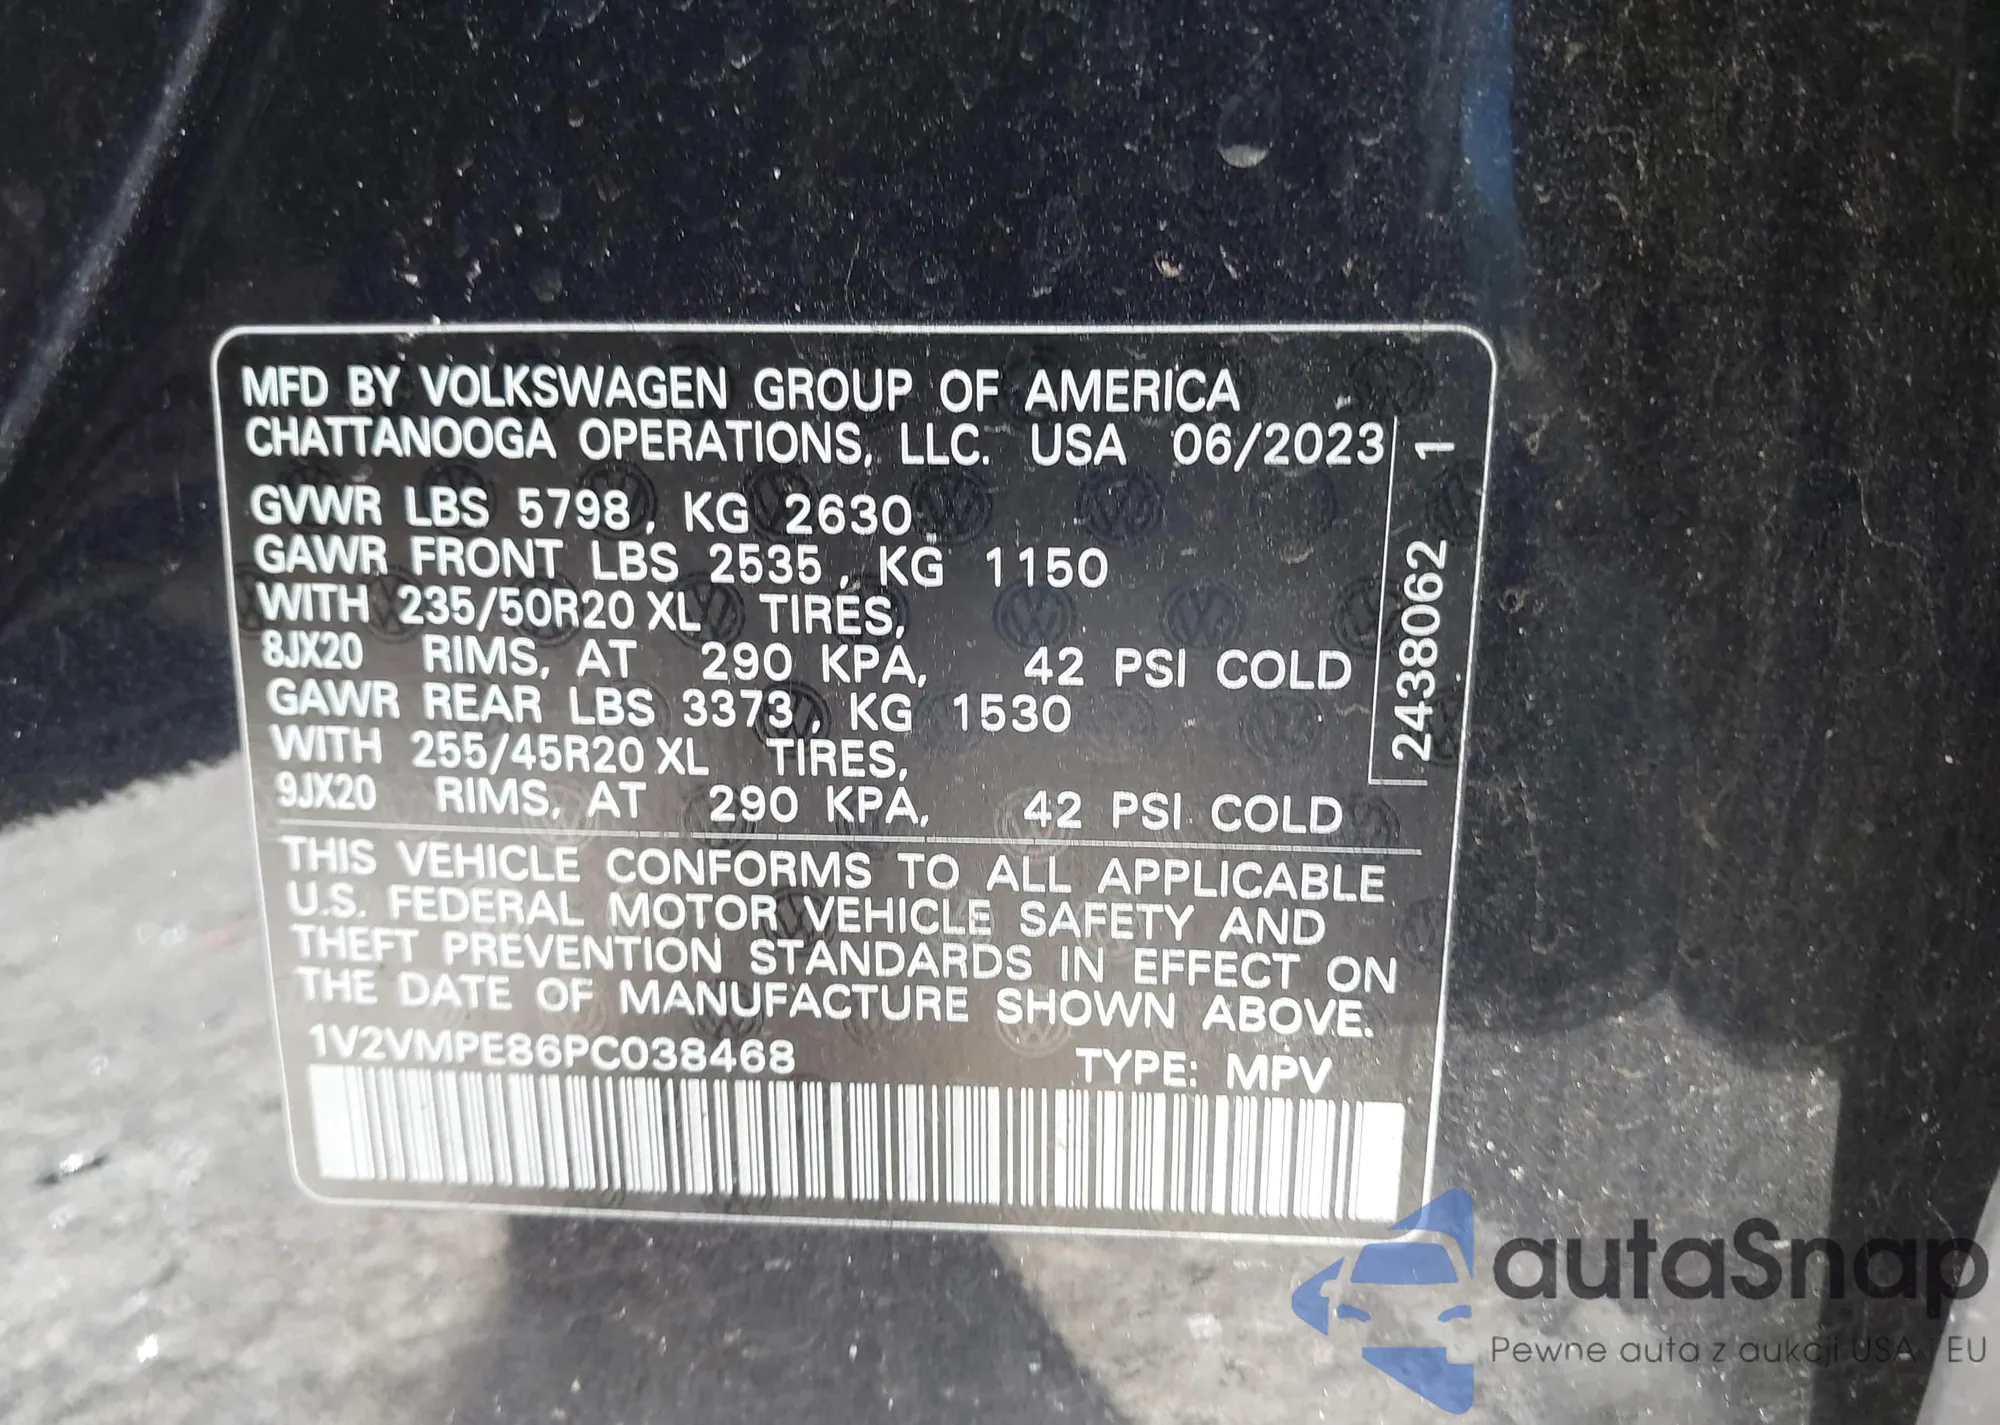 MFD BY VOLKSWAGEN GROUP OF AMERICA
CHATTANOOGA OPERATIONS, LLC. USA 06/2023
GVWR LBS 5798, KG 2630
GAWR FRONT LBS 2535, KG 1150
WITH 235/50R20 XL TIRES,
8JX20 RIMS, AT 290 KPA, 42 PSI COLD
GAWR REAR LBS 3373, KG 1530
WITH 255/45R20 XL TIRES,
9JX20 RIMS, AT 290 KPA, 42 PSI COLD
24380062 1
THIS VEHICLE CONFORMS TO ALL APPLICABLE
U.S. FEDERAL MOTOR VEHICLE SAFETY AND
THEFT PREVENTION STANDARDS IN EFFECT ON
THE DATE OF MANUFACTURE SHOWN ABOVE.
1V2VMPE86PC038468 TYPE: MPV
autaSnap
Pewne auta z aukcji USA i EU